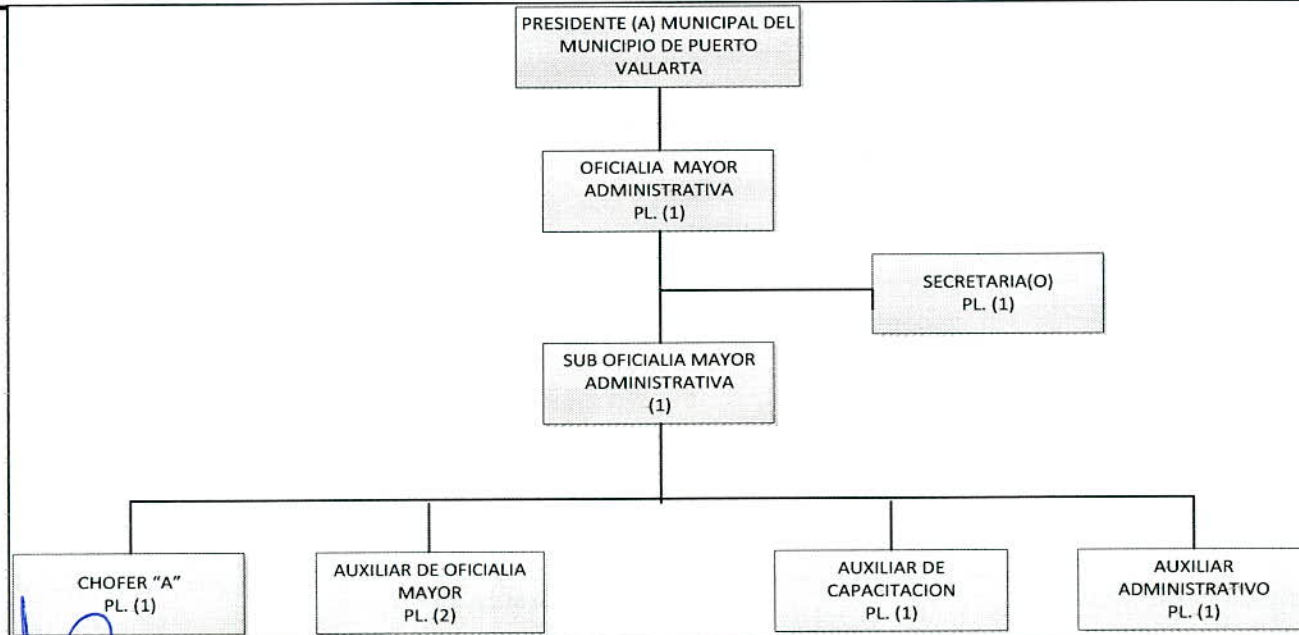 PRESIDENTE (A) MUNICIPAL DEL
MUNICIPIO DE PUERTO
VALLARTA
OFICIALIA MAYOR
ADMINISTRATIVA
PL. (1)
SECRETARIA(O)
PL. (1)
SUB OFICIALIA MAYOR
ADMINISTRATIVA
(1)
CHOFER "A"
PL. (1)
AUXILIAR DE OFICIALIA
MAYOR
PL. (2)
AUXILIAR DE
CAPACITACION
PL. (1)
AUXILIAR
ADMINISTRATIVO
PL. (1)